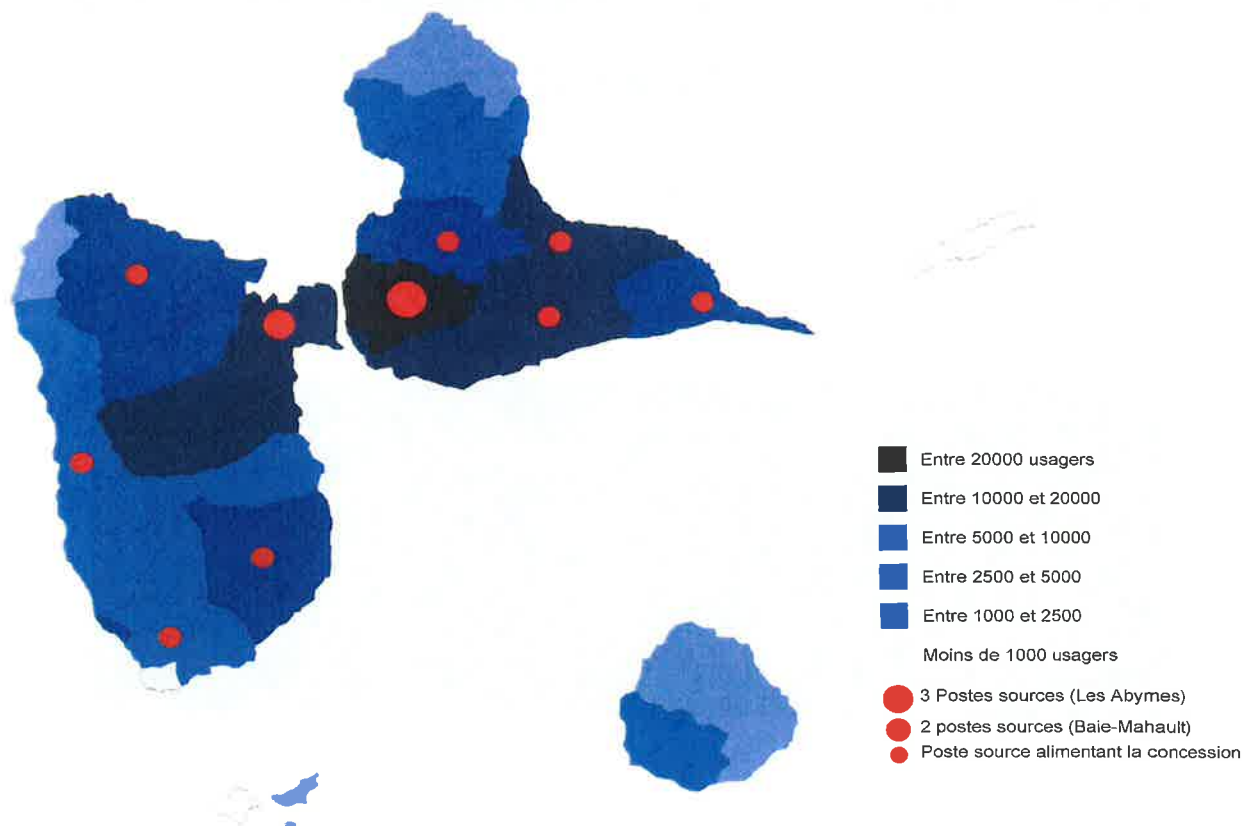 Entre 20000 usagers
Entre 10000 et 20000
Entre 5000 et 10000
Entre 2500 et 5000
Entre 1000 et 2500
Moins de 1000 usagers
3 Postes sources (Les Abymes)
2 postes sources (Baie-Mahault)
Poste source alimentant la concession